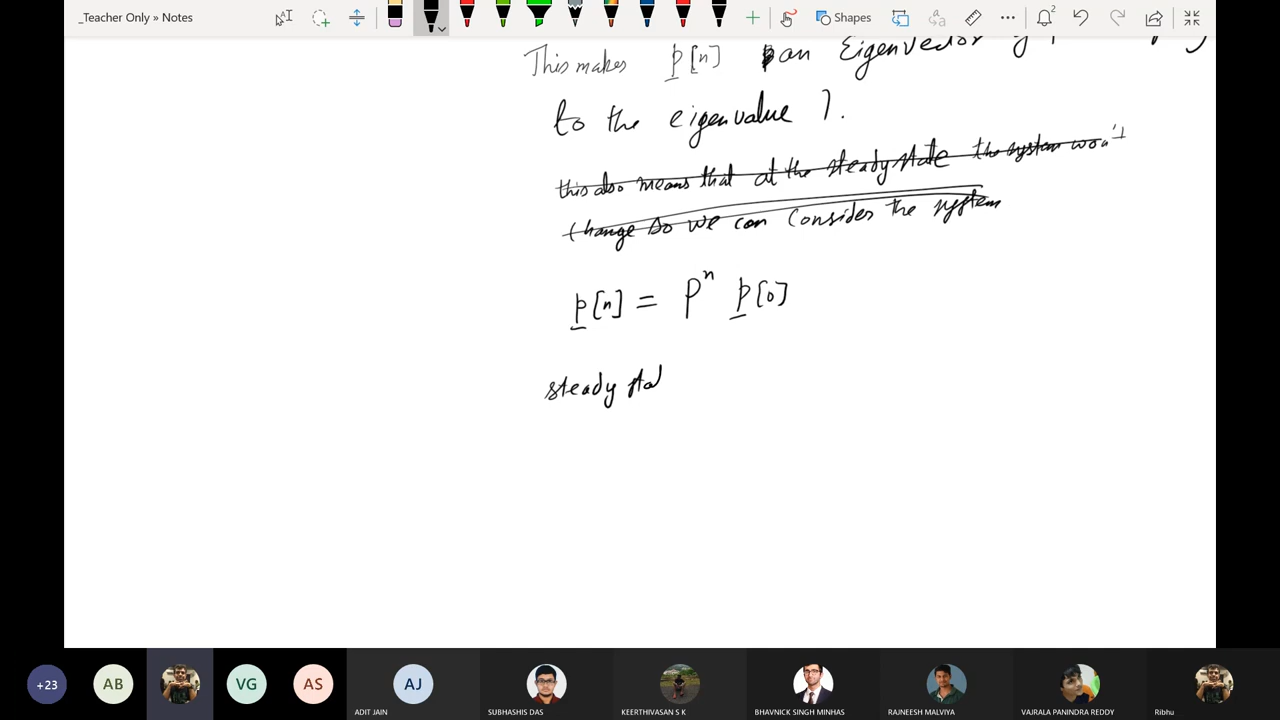 _Teacher Only » Notes
Shapes
This makes p[n] an Eigenvector
to the eigenvalue 1.
this also means that at the steady state the system won't
change so we can consider the system
p[n] = Pⁿ p[0]
steady sta
+23 AB VG AS AJ
ADIT JAIN SUBHASHIS DAS KEERTHIVASAN S K BHAVNICK SINGH MINHAS RAJNEESH MALVIYA VAJRALA PANINDRA REDDY Ribhu